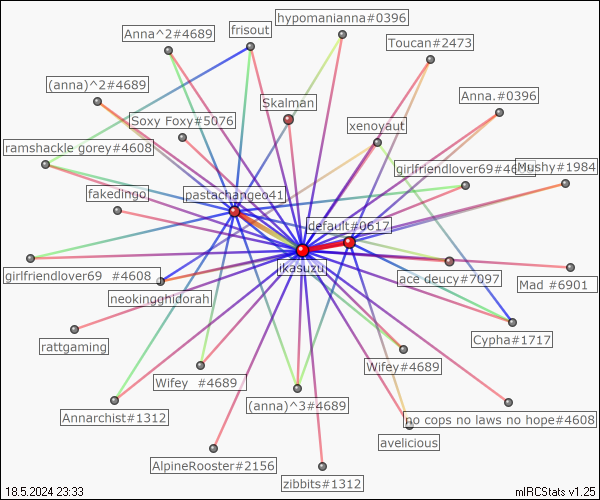 hypomanianna#0396
Anna^2#4689
frisout
Toucan#2473
(anna)^2#4689
Anna.#0396
Skalman
Soxy Foxy#5076
xenoyaut
ramshackle gorey#4608
girlfriendlover69#4
Mushy#1984
fakedingo
pastachangeo41
default#0617
ikasuzu
girlfriendlover69 #4608
ace deucy#7097
Mad #6901
neokingghidorah
Cypha#1717
rattgaming
Wifey#4689
Wifey #4689
(anna)^3#4689
Annarchist#1312
no cops no laws no hope#4608
avelicious
AlpineRooster#2156
zibbits#1312
18.5.2024 23:33
mIRCStats v1.25